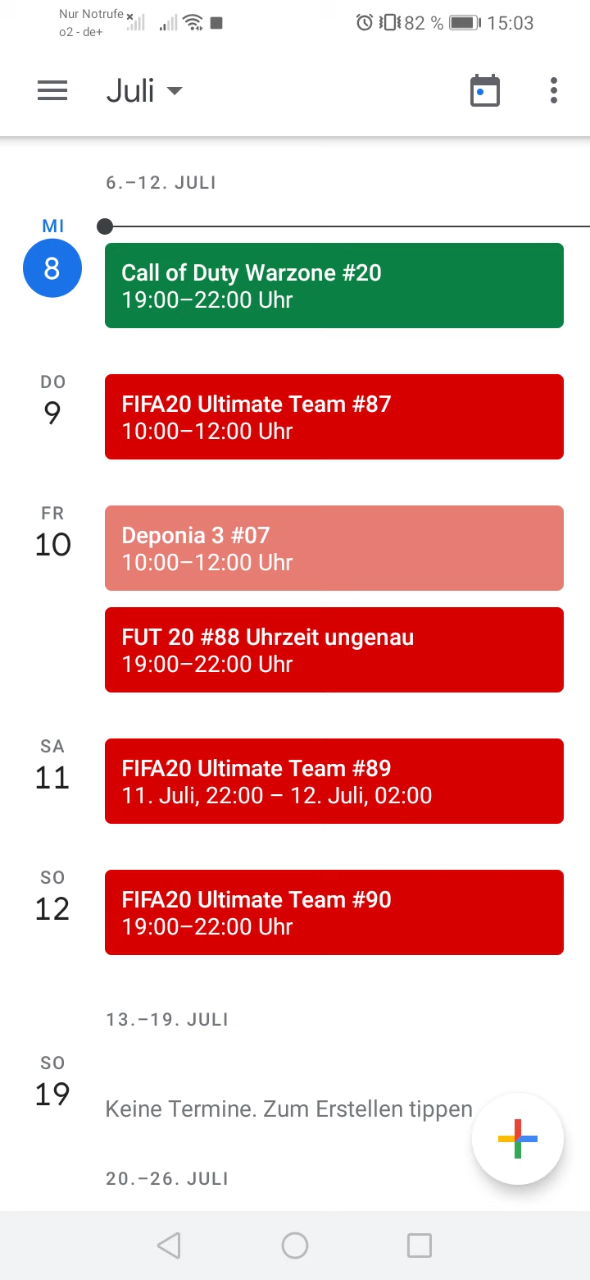 Nur Notrufe
o2 - de+
82 %
15:03
Juli
6.–12. JULI
MI
8
Call of Duty Warzone #20
19:00–22:00 Uhr
DO
9
FIFA20 Ultimate Team #87
10:00–12:00 Uhr
FR
10
Deponia 3 #07
10:00–12:00 Uhr
FUT 20 #88 Uhrzeit ungenau
19:00–22:00 Uhr
SA
11
FIFA20 Ultimate Team #89
11. Juli, 22:00 – 12. Juli, 02:00
SO
12
FIFA20 Ultimate Team #90
19:00–22:00 Uhr
13.–19. JULI
SO
19
Keine Termine. Zum Erstellen tippen
20.–26. JULI